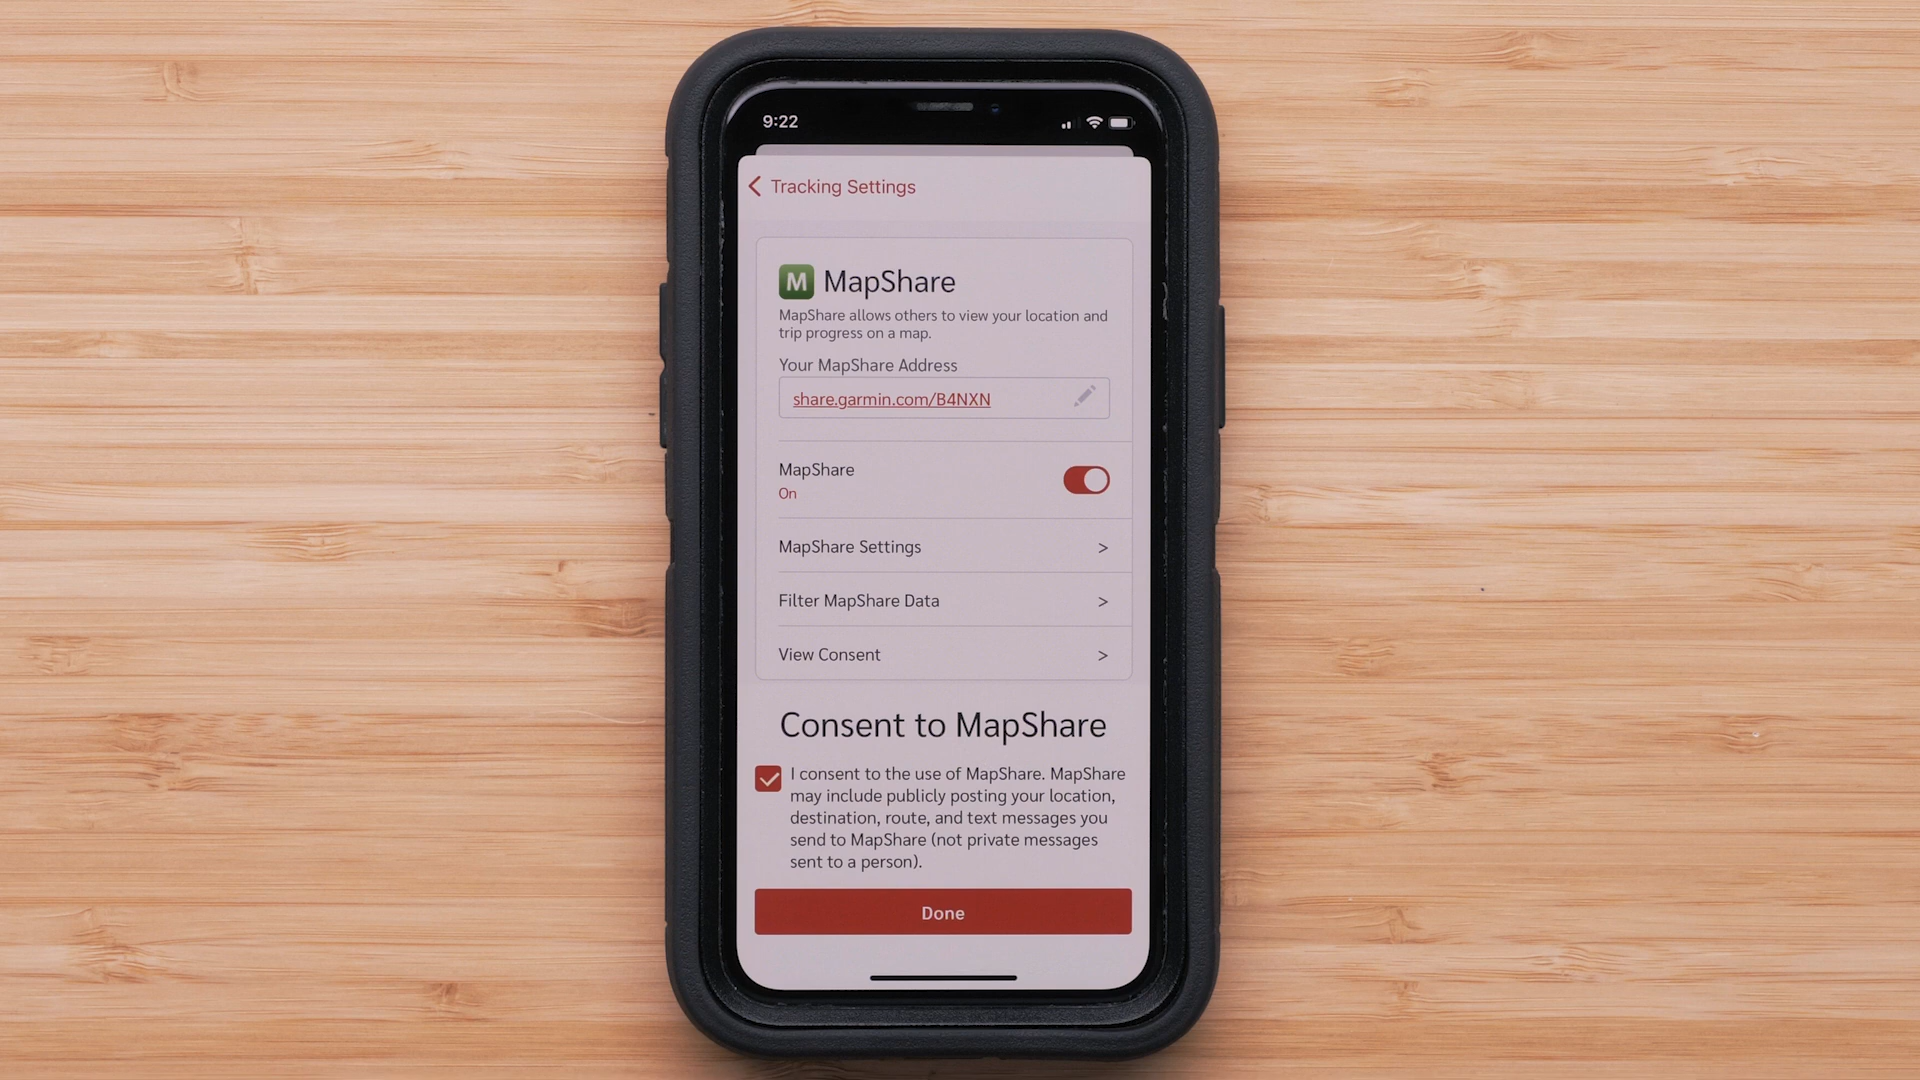 9:22
Tracking Settings
M MapShare
MapShare allows others to view your location and
trip progress on a map.
Your MapShare Address
share.garmin.com/B4NXN
MapShare
On
MapShare Settings >
Filter MapShare Data >
View Consent >
Consent to MapShare
I consent to the use of MapShare. MapShare
may include publicly posting your location,
destination, route, and text messages you
send to MapShare (not private messages
sent to a person).
Done